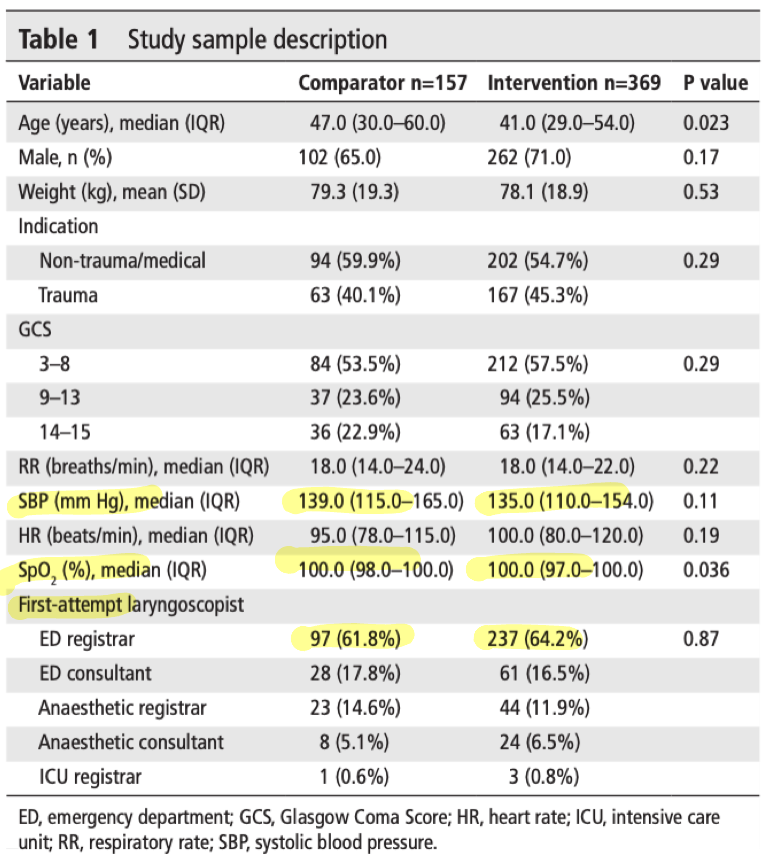 Table 1 Study sample description
Variable Comparator n=157 Intervention n=369 P value
Age (years), median (IQR) 47.0 (30.0–60.0) 41.0 (29.0–54.0) 0.023
Male, n (%) 102 (65.0) 262 (71.0) 0.17
Weight (kg), mean (SD) 79.3 (19.3) 78.1 (18.9) 0.53
Indication
Non-trauma/medical 94 (59.9%) 202 (54.7%) 0.29
Trauma 63 (40.1%) 167 (45.3%)
GCS
3–8 84 (53.5%) 212 (57.5%) 0.29
9–13 37 (23.6%) 94 (25.5%)
14–15 36 (22.9%) 63 (17.1%)
RR (breaths/min), median (IQR) 18.0 (14.0–24.0) 18.0 (14.0–22.0) 0.22
SBP (mm Hg), median (IQR) 139.0 (115.0–165.0) 135.0 (110.0–154.0) 0.11
HR (beats/min), median (IQR) 95.0 (78.0–115.0) 100.0 (80.0–120.0) 0.19
SpO₂ (%), median (IQR) 100.0 (98.0–100.0) 100.0 (97.0–100.0) 0.036
First-attempt laryngoscopist
ED registrar 97 (61.8%) 237 (64.2%) 0.87
ED consultant 28 (17.8%) 61 (16.5%)
Anaesthetic registrar 23 (14.6%) 44 (11.9%)
Anaesthetic consultant 8 (5.1%) 24 (6.5%)
ICU registrar 1 (0.6%) 3 (0.8%)
ED, emergency department; GCS, Glasgow Coma Score; HR, heart rate; ICU, intensive care
unit; RR, respiratory rate; SBP, systolic blood pressure.